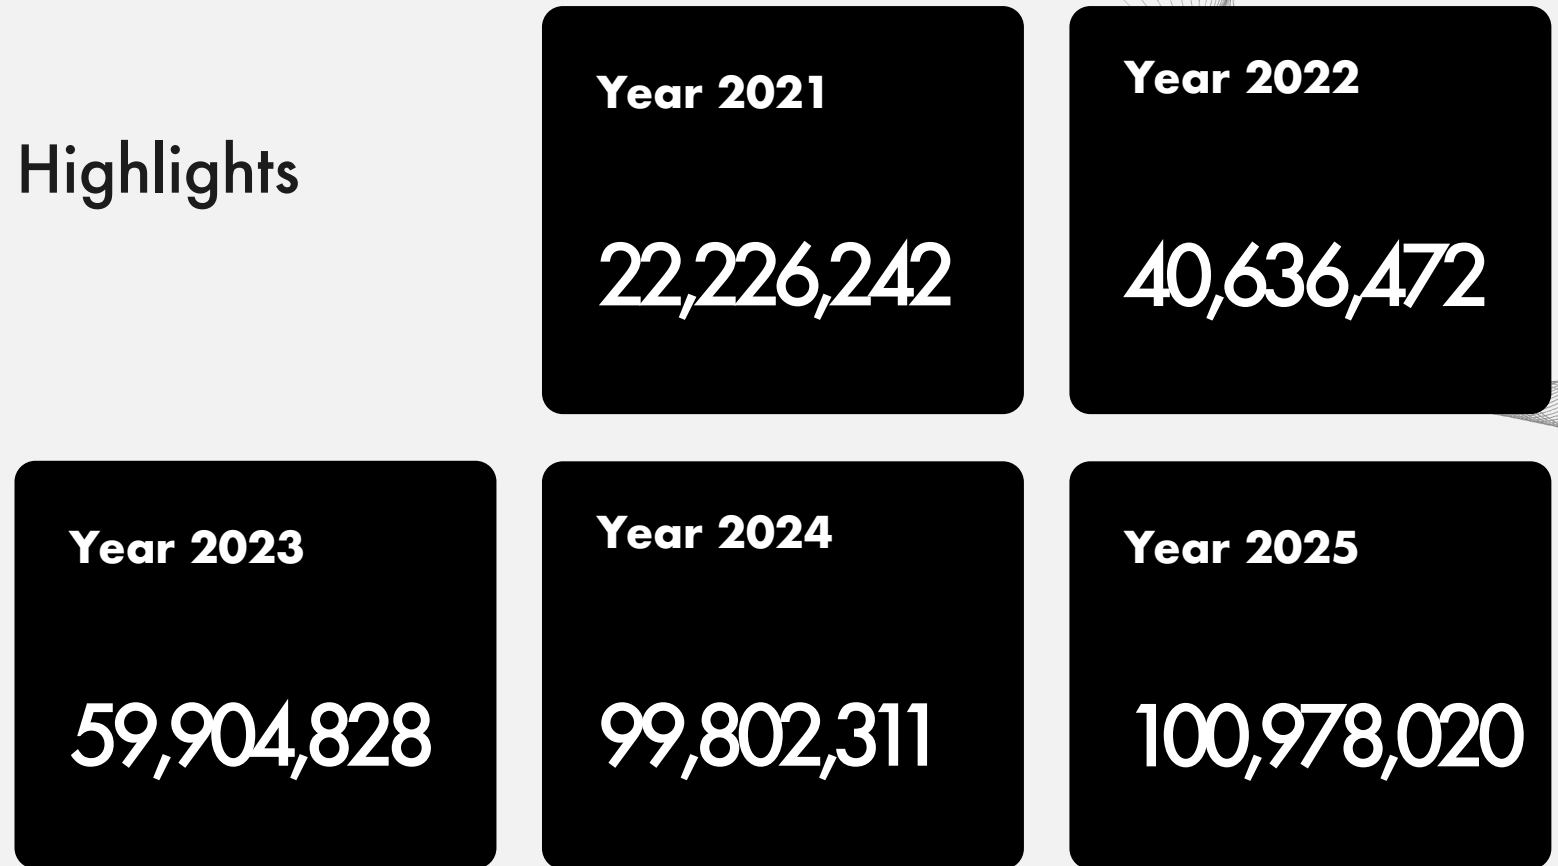 Highlights
Year 2021
22,226,242
Year 2022
40,636,472
Year 2023
59,904,828
Year 2024
99,802,311
Year 2025
100,978,020